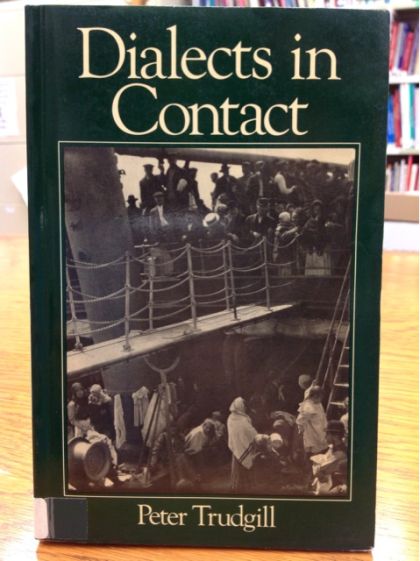 Dialects in
Contact
Peter Trudgill